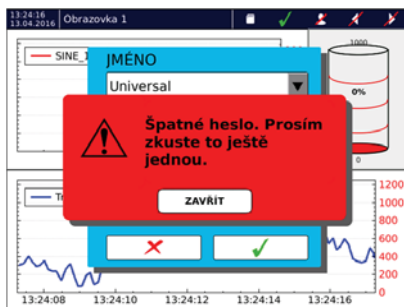 13:24:16
13.04.2016
Obrazovka 1
SINE_1
JMÉNO
Universal
1000
0%
0
Špatné heslo. Prosím
zkuste to ještě
jednou.
ZAVŘÍT
1200
1000
800
600
400
200
0
13:24:08 13:24:10 13:24:12 13:24:14 13:24:16